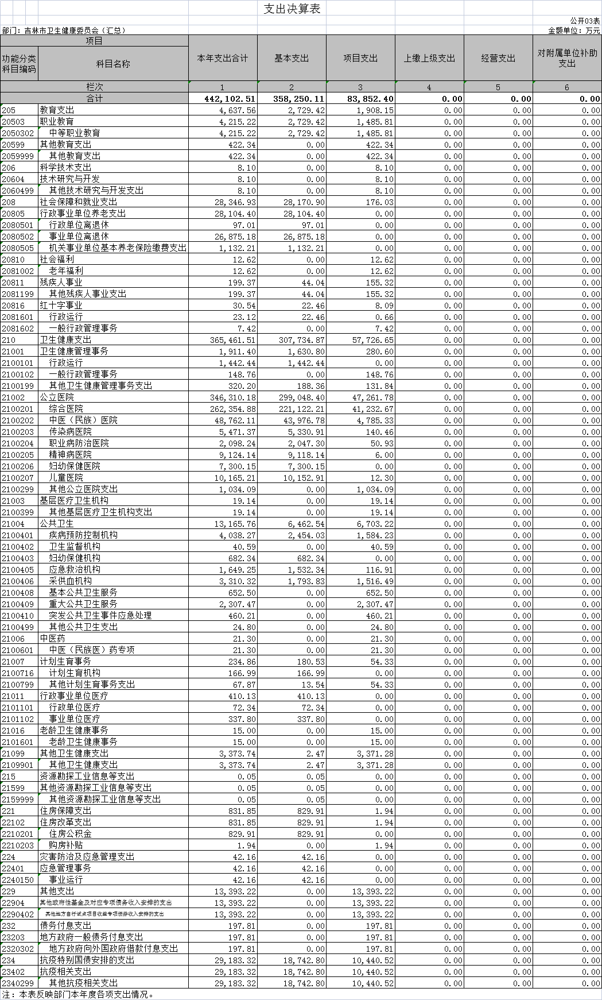 支出决算表
公开03表
部门：吉林市卫生健康委员会（汇总） 金额单位：万元
项目 本年支出合计 基本支出 项目支出 上缴上级支出 经营支出 对附属单位补助支出
功能分类科目编码 科目名称
栏次 1 2 3 4 5 6
合计 442,102.51 358,250.11 83,852.40 0.00 0.00 0.00
205 教育支出 4,637.56 2,729.42 1,908.15 0.00 0.00 0.00
20503 职业教育 4,215.22 2,729.42 1,485.81 0.00 0.00 0.00
2050302 中等职业教育 4,215.22 2,729.42 1,485.81 0.00 0.00 0.00
20599 其他教育支出 422.34 0.00 422.34 0.00 0.00 0.00
2059999 其他教育支出 422.34 0.00 422.34 0.00 0.00 0.00
206 科学技术支出 8.10 0.00 8.10 0.00 0.00 0.00
20604 技术研究与开发 8.10 0.00 8.10 0.00 0.00 0.00
2060499 其他技术研究与开发支出 8.10 0.00 8.10 0.00 0.00 0.00
208 社会保障和就业支出 28,346.93 28,170.90 176.03 0.00 0.00 0.00
20805 行政事业单位养老支出 28,104.40 28,104.40 0.00 0.00 0.00 0.00
2080501 行政单位离退休 97.01 97.01 0.00 0.00 0.00 0.00
2080502 事业单位离退休 26,875.18 26,875.18 0.00 0.00 0.00 0.00
2080505 机关事业单位基本养老保险缴费支出 1,132.21 1,132.21 0.00 0.00 0.00 0.00
20810 社会福利 12.62 0.00 12.62 0.00 0.00 0.00
2081002 老年福利 12.62 0.00 12.62 0.00 0.00 0.00
20811 残疾人事业 199.37 44.04 155.32 0.00 0.00 0.00
2081199 其他残疾人事业支出 199.37 44.04 155.32 0.00 0.00 0.00
20816 红十字事业 30.54 22.46 8.09 0.00 0.00 0.00
2081601 行政运行 23.12 22.46 0.66 0.00 0.00 0.00
2081602 一般行政管理事务 7.42 0.00 7.42 0.00 0.00 0.00
210 卫生健康支出 365,461.51 307,734.87 57,726.65 0.00 0.00 0.00
21001 卫生健康管理事务 1,911.40 1,630.80 280.60 0.00 0.00 0.00
2100101 行政运行 1,442.44 1,442.44 0.00 0.00 0.00 0.00
2100102 一般行政管理事务 148.76 0.00 148.76 0.00 0.00 0.00
2100199 其他卫生健康管理事务支出 320.20 188.36 131.84 0.00 0.00 0.00
21002 公立医院 346,310.18 299,048.40 47,261.78 0.00 0.00 0.00
2100201 综合医院 262,354.88 221,122.21 41,232.67 0.00 0.00 0.00
2100202 中医（民族）医院 48,762.11 43,976.78 4,785.33 0.00 0.00 0.00
2100203 传染病医院 5,471.37 5,330.91 140.46 0.00 0.00 0.00
2100204 职业病防治医院 2,098.24 2,047.30 50.93 0.00 0.00 0.00
2100205 精神病医院 9,124.14 9,118.14 6.00 0.00 0.00 0.00
2100206 妇幼保健医院 7,300.15 7,300.15 0.00 0.00 0.00 0.00
2100207 儿童医院 10,165.21 10,152.91 12.30 0.00 0.00 0.00
2100299 其他公立医院支出 1,034.09 0.00 1,034.09 0.00 0.00 0.00
21003 基层医疗卫生机构 19.14 0.00 19.14 0.00 0.00 0.00
2100399 其他基层医疗卫生机构支出 19.14 0.00 19.14 0.00 0.00 0.00
21004 公共卫生 13,165.76 6,462.54 6,703.22 0.00 0.00 0.00
2100401 疾病预防控制机构 4,038.27 2,454.03 1,584.23 0.00 0.00 0.00
2100402 卫生监督机构 40.59 0.00 40.59 0.00 0.00 0.00
2100403 妇幼保健机构 682.34 682.34 0.00 0.00 0.00 0.00
2100405 应急救治机构 1,649.25 1,532.34 116.91 0.00 0.00 0.00
2100406 采供血机构 3,310.32 1,793.83 1,516.49 0.00 0.00 0.00
2100408 基本公共卫生服务 652.50 0.00 652.50 0.00 0.00 0.00
2100409 重大公共卫生服务 2,307.47 0.00 2,307.47 0.00 0.00 0.00
2100410 突发公共卫生事件应急处理 460.21 0.00 460.21 0.00 0.00 0.00
2100499 其他公共卫生支出 24.80 0.00 24.80 0.00 0.00 0.00
21006 中医药 21.30 0.00 21.30 0.00 0.00 0.00
2100601 中医（民族医）药专项 21.30 0.00 21.30 0.00 0.00 0.00
21007 计划生育事务 234.86 180.53 54.33 0.00 0.00 0.00
2100716 计划生育机构 166.99 166.99 0.00 0.00 0.00 0.00
2100799 其他计划生育事务支出 67.87 13.54 54.33 0.00 0.00 0.00
21011 行政事业单位医疗 410.13 410.13 0.00 0.00 0.00 0.00
2101101 行政单位医疗 72.34 72.34 0.00 0.00 0.00 0.00
2101102 事业单位医疗 337.80 337.80 0.00 0.00 0.00 0.00
21016 老龄卫生健康事务 15.00 0.00 15.00 0.00 0.00 0.00
2101601 老龄卫生健康事务 15.00 0.00 15.00 0.00 0.00 0.00
21099 其他卫生健康支出 3,373.74 2.47 3,371.28 0.00 0.00 0.00
2109901 其他卫生健康支出 3,373.74 2.47 3,371.28 0.00 0.00 0.00
215 资源勘探工业信息等支出 0.05 0.05 0.00 0.00 0.00 0.00
21599 其他资源勘探工业信息等支出 0.05 0.05 0.00 0.00 0.00 0.00
2159999 其他资源勘探工业信息等支出 0.05 0.05 0.00 0.00 0.00 0.00
221 住房保障支出 831.85 829.91 1.94 0.00 0.00 0.00
22102 住房改革支出 831.85 829.91 1.94 0.00 0.00 0.00
2210201 住房公积金 829.91 829.91 0.00 0.00 0.00 0.00
2210203 购房补贴 1.94 0.00 1.94 0.00 0.00 0.00
224 灾害防治及应急管理支出 42.16 42.16 0.00 0.00 0.00 0.00
22401 应急管理事务 42.16 42.16 0.00 0.00 0.00 0.00
2240150 事业运行 42.16 42.16 0.00 0.00 0.00 0.00
229 其他支出 13,393.22 0.00 13,393.22 0.00 0.00 0.00
22904 其他政府性基金及对应专项债务收入安排的支出 13,393.22 0.00 13,393.22 0.00 0.00 0.00
2290402 其他地方自行试点项目收益专项债券收入安排的支出 13,393.22 0.00 13,393.22 0.00 0.00 0.00
232 债务付息支出 197.81 0.00 197.81 0.00 0.00 0.00
23203 地方政府一般债务付息支出 197.81 0.00 197.81 0.00 0.00 0.00
2320302 地方政府向外国政府借款付息支出 197.81 0.00 197.81 0.00 0.00 0.00
234 抗疫特别国债安排的支出 29,183.32 18,742.80 10,440.52 0.00 0.00 0.00
23402 抗疫相关支出 29,183.32 18,742.80 10,440.52 0.00 0.00 0.00
2340299 其他抗疫相关支出 29,183.32 18,742.80 10,440.52 0.00 0.00 0.00
注：本表反映部门本年度各项支出情况。